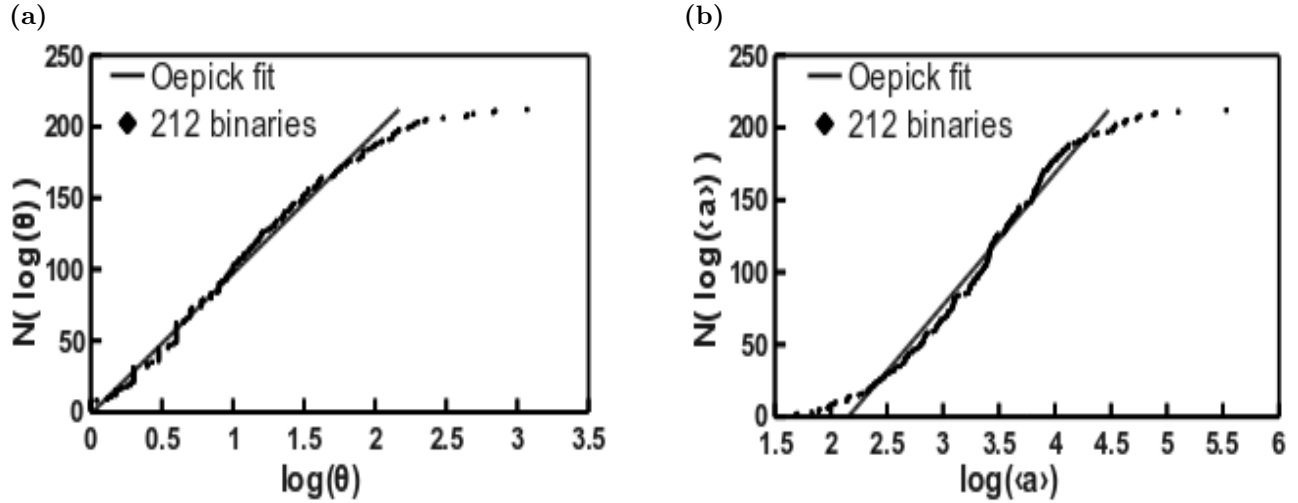 (a)
250
200
150
100
50
0
N( log(θ) )
Oepick fit
212 binaries
0 0.5 1 1.5 2 2.5 3 3.5
log(θ)
(b)
250
200
150
100
50
0
N( log(‹a›) )
Oepick fit
212 binaries
1.5 2 2.5 3 3.5 4 4.5 5 5.5 6
log(‹a›)